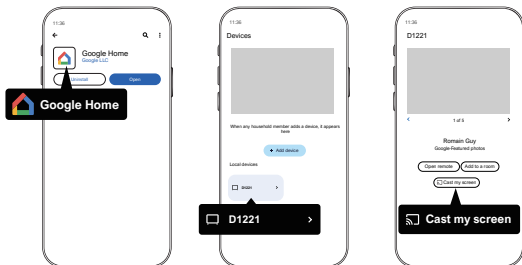 11:36
Google Home
Google LLC
Uninstall
Open
Google Home
11:36
Devices
When any household member adds a device, it appears
here
+ Add device
Local devices
D1221
D1221
11:36
D1221
1 of 5
Romain Guy
Google Featured photos
Open remote
Add to a room
Cast my screen
Cast my screen